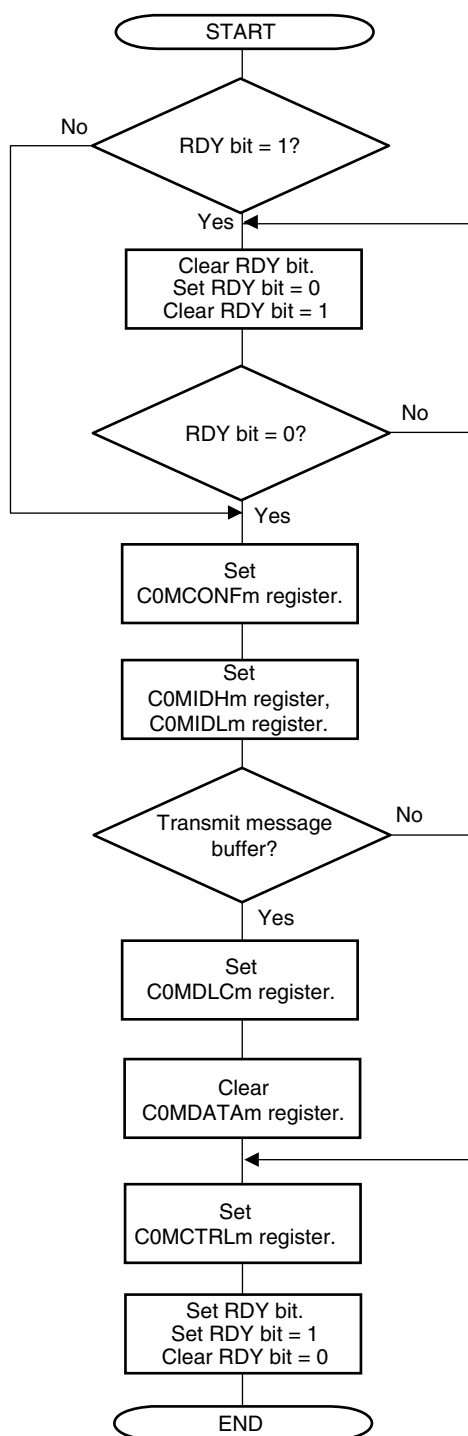 START
No
RDY bit = 1?
Yes
Clear RDY bit.
Set RDY bit = 0
Clear RDY bit = 1
No
RDY bit = 0?
Yes
Set
C0MCONFm register.
Set
C0MIDHm register,
C0MIDLm register.
No
Transmit message
buffer?
Yes
Set
C0MDLCm register.
Clear
C0MDATAm register.
Set
C0MCTRLm register.
Set RDY bit.
Set RDY bit = 1
Clear RDY bit = 0
END